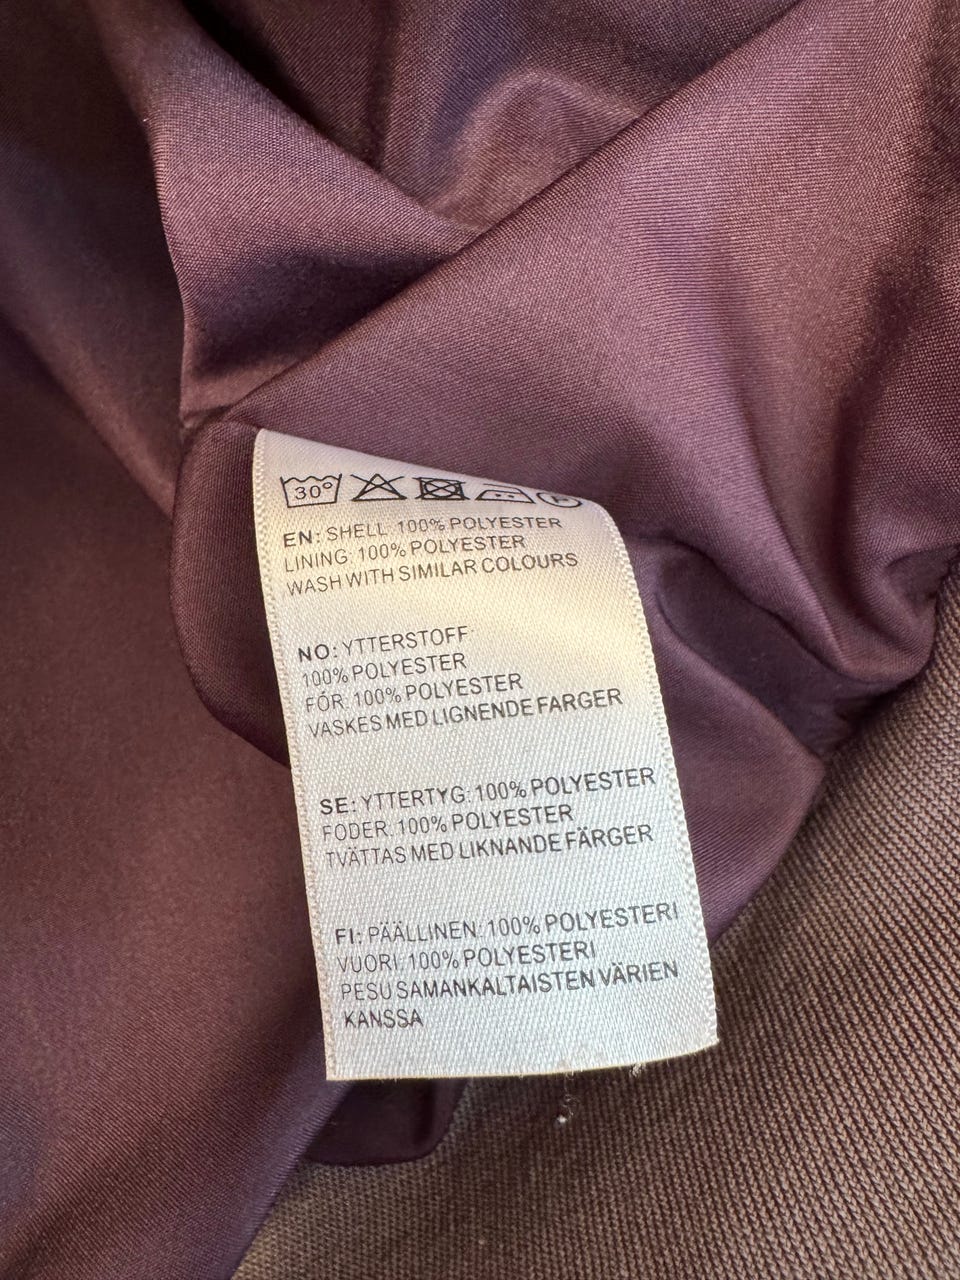 30°
P
EN: SHELL: 100% POLYESTER
LINING: 100% POLYESTER
WASH WITH SIMILAR COLOURS
NO: YTTERSTOFF:
100% POLYESTER
FÓR: 100% POLYESTER
VASKES MED LIGNENDE FARGER
SE: YTTERTYG: 100% POLYESTER
FODER: 100% POLYESTER
TVÄTTAS MED LIKNANDE FÄRGER
FI: PÄÄLLINEN: 100% POLYESTERI
VUORI: 100% POLYESTERI
PESU SAMANKALTAISTEN VÄRIEN
KANSSA